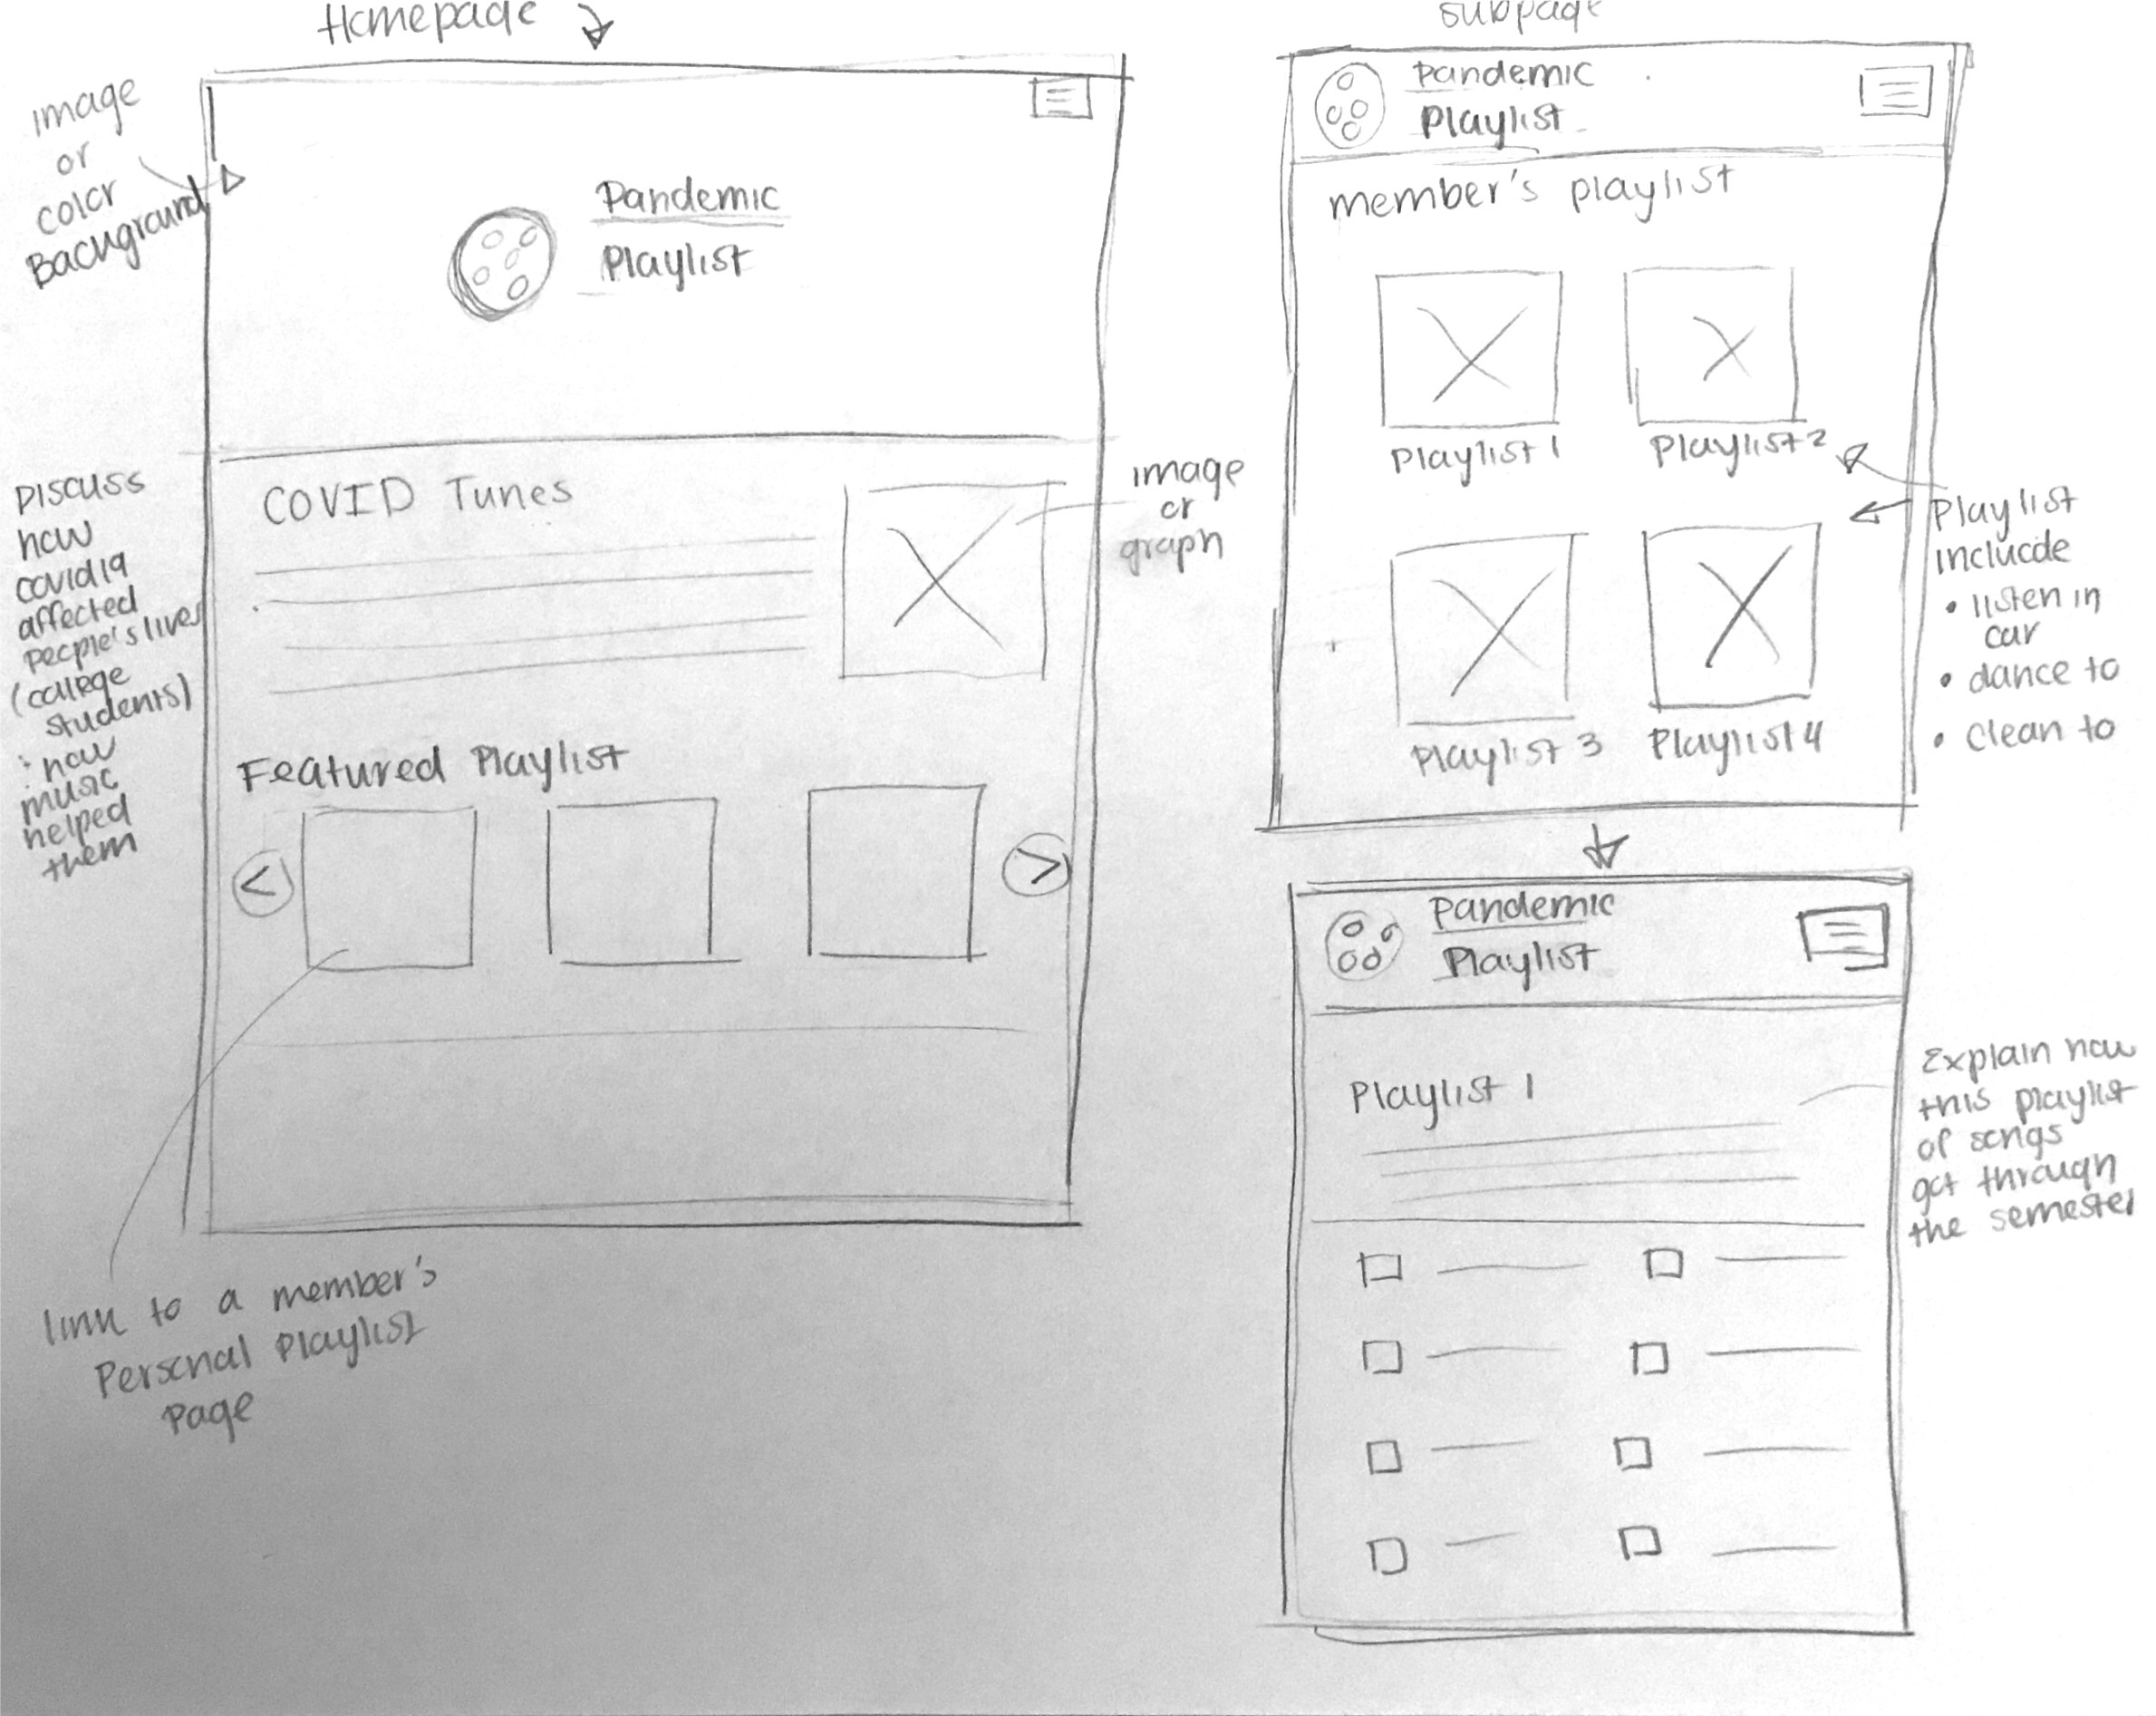 Homepage
image
or
color
Background
Pandemic
Playlist
COVID Tunes
image
or
graph
Discuss
how
covid19
affected
people's lives
(college
students)
: how
music
helped
them
Featured Playlist
<
>
link to a member's
Personal Playlist
page
subpage
Pandemic
Playlist
member's playlist
Playlist 1
Playlist 2
Playlist 3
Playlist 4
Playlist
include
• listen in
car
• dance to
• clean to
Pandemic
Playlist
Playlist 1
Explain how
this playlist
of songs
got through
the semester